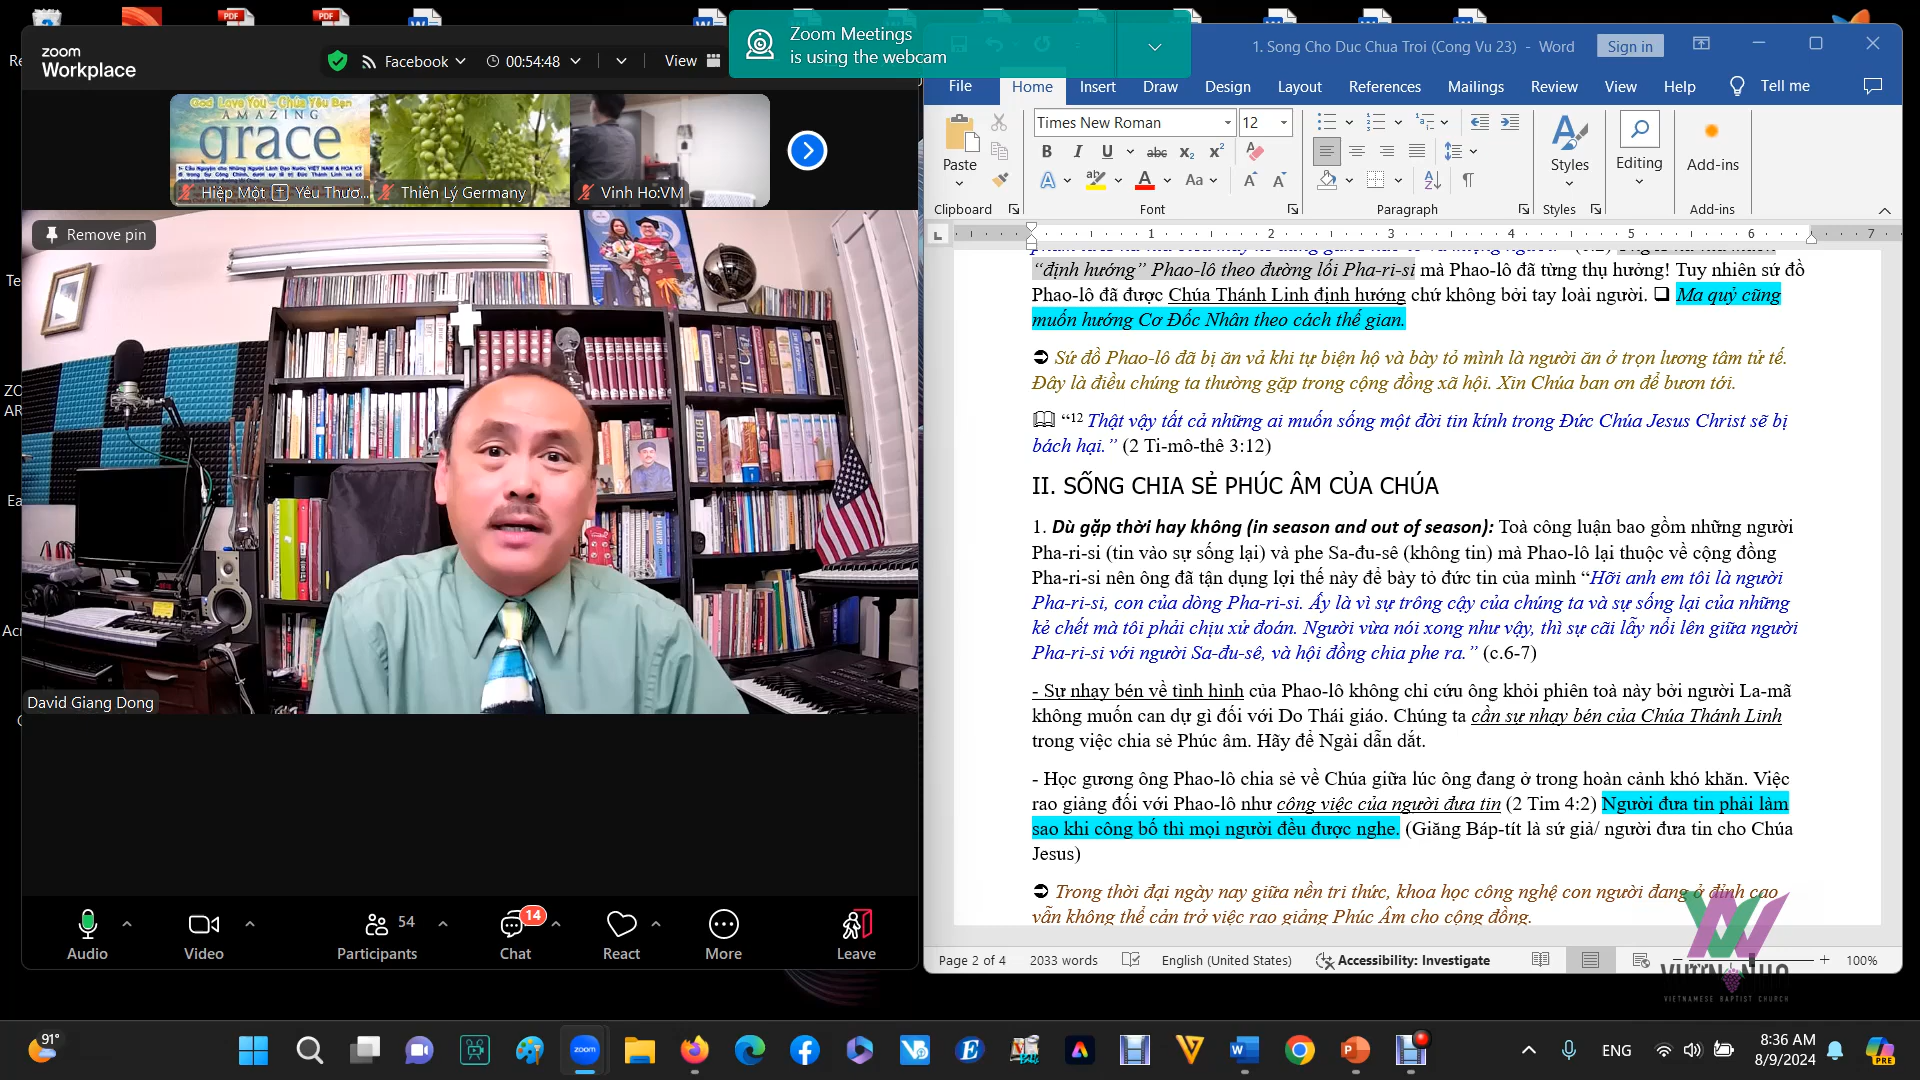 zoom
Workplace
Facebook
00:54:48
View
Zoom Meetings
is using the webcam
God Love You - Chúa Yêu Bạn
AMAZING
grace
Hiệp Một
Yêu Thươ...
Thiên Lý Germany
Vinh Ho:VM
Remove pin
BIBLE
David Giang Dong
Audio
Video
54
Participants
14
Chat
React
More
Leave
1. Song Cho Duc Chua Troi (Cong Vu 23) - Word
Sign in
File
Home
Insert
Draw
Design
Layout
References
Mailings
Review
View
Help
Tell me
Paste
Times New Roman
12
Styles
Editing
Add-ins
Clipboard
Font
Paragraph
Styles
Add-ins
1 2 3 4 5 6 7
“định hướng” Phao-lô theo đường lối Pha-ri-si mà Phao-lô đã từng thụ hưởng! Tuy nhiên sứ đồ
Phao-lô đã được Chúa Thánh Linh định hướng chứ không bởi tay loài người. ❑ Ma quỷ cũng
muốn hướng Cơ Đốc Nhân theo cách thế gian.
➲ Sứ đồ Phao-lô đã bị ăn vả khi tự biện hộ và bày tỏ mình là người ăn ở trọn lương tâm tử tế.
Đây là điều chúng ta thường gặp trong cộng đồng xã hội. Xin Chúa ban ơn để bươn tới.
“12 Thật vậy tất cả những ai muốn sống một đời tin kính trong Đức Chúa Jesus Christ sẽ bị
bách hại.” (2 Ti-mô-thê 3:12)
II. SỐNG CHIA SẺ PHÚC ÂM CỦA CHÚA
1. Dù gặp thời hay không (in season and out of season): Toà công luận bao gồm những người
Pha-ri-si (tin vào sự sống lại) và phe Sa-đu-sê (không tin) mà Phao-lô lại thuộc về cộng đồng
Pha-ri-si nên ông đã tận dụng lợi thế này để bày tỏ đức tin của mình “Hỡi anh em tôi là người
Pha-ri-si, con của dòng Pha-ri-si. Ấy là vì sự trông cậy của chúng ta và sự sống lại của những
kẻ chết mà tôi phải chịu xử đoán. Người vừa nói xong như vậy, thì sự cãi lẫy nổi lên giữa người
Pha-ri-si với người Sa-đu-sê, và hội đồng chia phe ra.” (c.6-7)
- Sự nhạy bén về tình hình của Phao-lô không chỉ cứu ông khỏi phiên toà này bởi người La-mã
không muốn can dự gì đối với Do Thái giáo. Chúng ta cần sự nhạy bén của Chúa Thánh Linh
trong việc chia sẻ Phúc âm. Hãy để Ngài dẫn dắt.
- Học gương ông Phao-lô chia sẻ về Chúa giữa lúc ông đang ở trong hoàn cảnh khó khăn. Việc
rao giảng đối với Phao-lô như công việc của người đưa tin (2 Tim 4:2) Người đưa tin phải làm
sao khi công bố thì mọi người đều được nghe. (Giăng Báp-tít là sứ giả/ người đưa tin cho Chúa
Jesus)
➲ Trong thời đại ngày nay giữa nền tri thức, khoa học công nghệ con người đang ở đỉnh cao
vẫn không thể cản trở việc rao giảng Phúc Âm cho cộng đồng.
Page 2 of 4
2033 words
English (United States)
Accessibility: Investigate
100%
VIETNAMESE BAPTIST CHURCH
91°
zoom
ENG
8:36 AM
8/9/2024
PRE